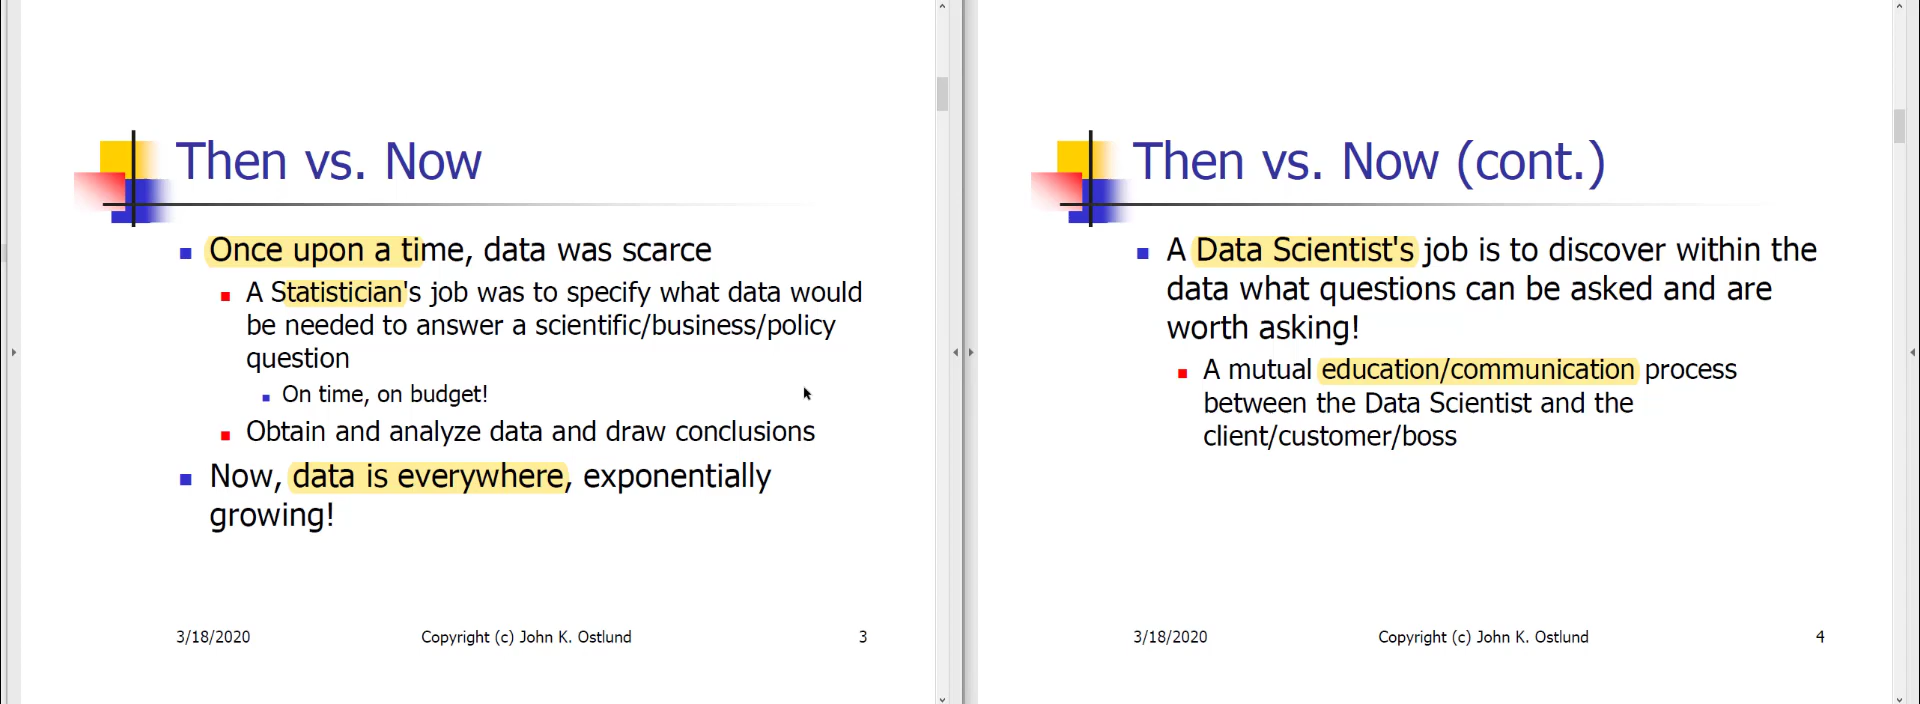 Then vs. Now
Once upon a time, data was scarce
A Statistician's job was to specify what data would
be needed to answer a scientific/business/policy
question
On time, on budget!
Obtain and analyze data and draw conclusions
Now, data is everywhere, exponentially
growing!
3/18/2020 Copyright (c) John K. Ostlund 3
Then vs. Now (cont.)
A Data Scientist's job is to discover within the
data what questions can be asked and are
worth asking!
A mutual education/communication process
between the Data Scientist and the
client/customer/boss
3/18/2020 Copyright (c) John K. Ostlund 4